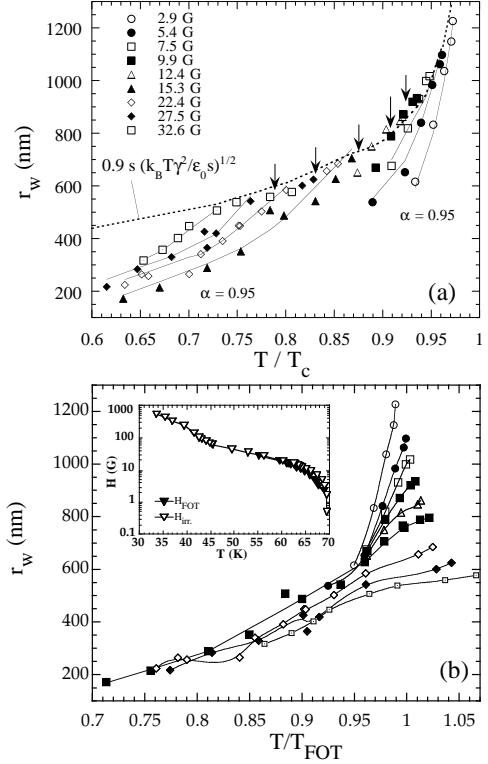 1200
1000
800
600
400
200
r_w (nm)
2.9 G
5.4 G
7.5 G
9.9 G
12.4 G
15.3 G
22.4 G
27.5 G
32.6 G
0.9 s (k_BTγ²/ε₀s)^1/2
α = 0.95
α = 0.95
(a)
0.6 0.65 0.7 0.75 0.8 0.85 0.9 0.95 1
T / T_c
1200
1000
800
600
400
200
r_w (nm)
1000
100
10
1
0.1
H (G)
H_FOT
H_irr.
30 35 40 45 50 55 60 65 70
T (K)
(b)
0.7 0.75 0.8 0.85 0.9 0.95 1 1.05
T/T_FOT